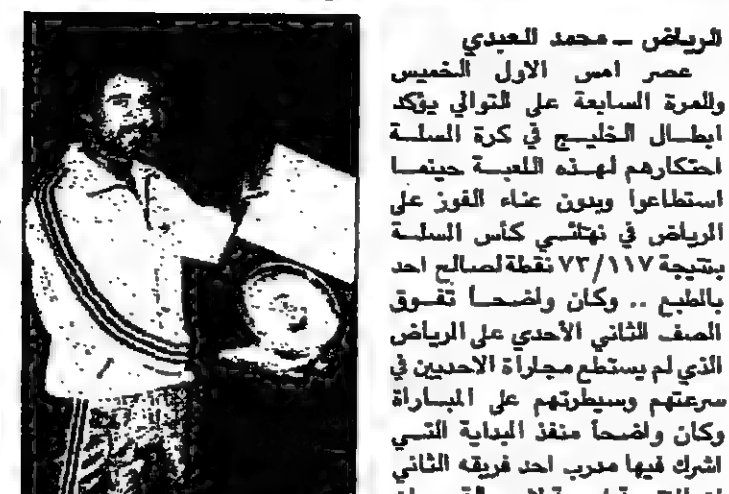 الرياض ــ محمد العبدي
عصر امس الاول الخميس
وللمرة السابعة على التوالي يؤكد
ابطال الخليج في كرة السلة
احتكارهم لهذه اللعبة حينما
استطاعوا وبدون عناء الفوز على
الرياض في نهائي كأس السلة
بنتيجة ٧٣/١١٧ نقطة لصالح احد
بالطبع .. وكان واضحا تفوق
الصف الثاني الأحدي على الرياض
الذي لم يستطع مجاراة الاحديين في
سرعتهم وسيطرتهم على المباراة
وكان واضحاً منفذ البداية التي
اشرك فيها مدرب احد فريقه الثاني